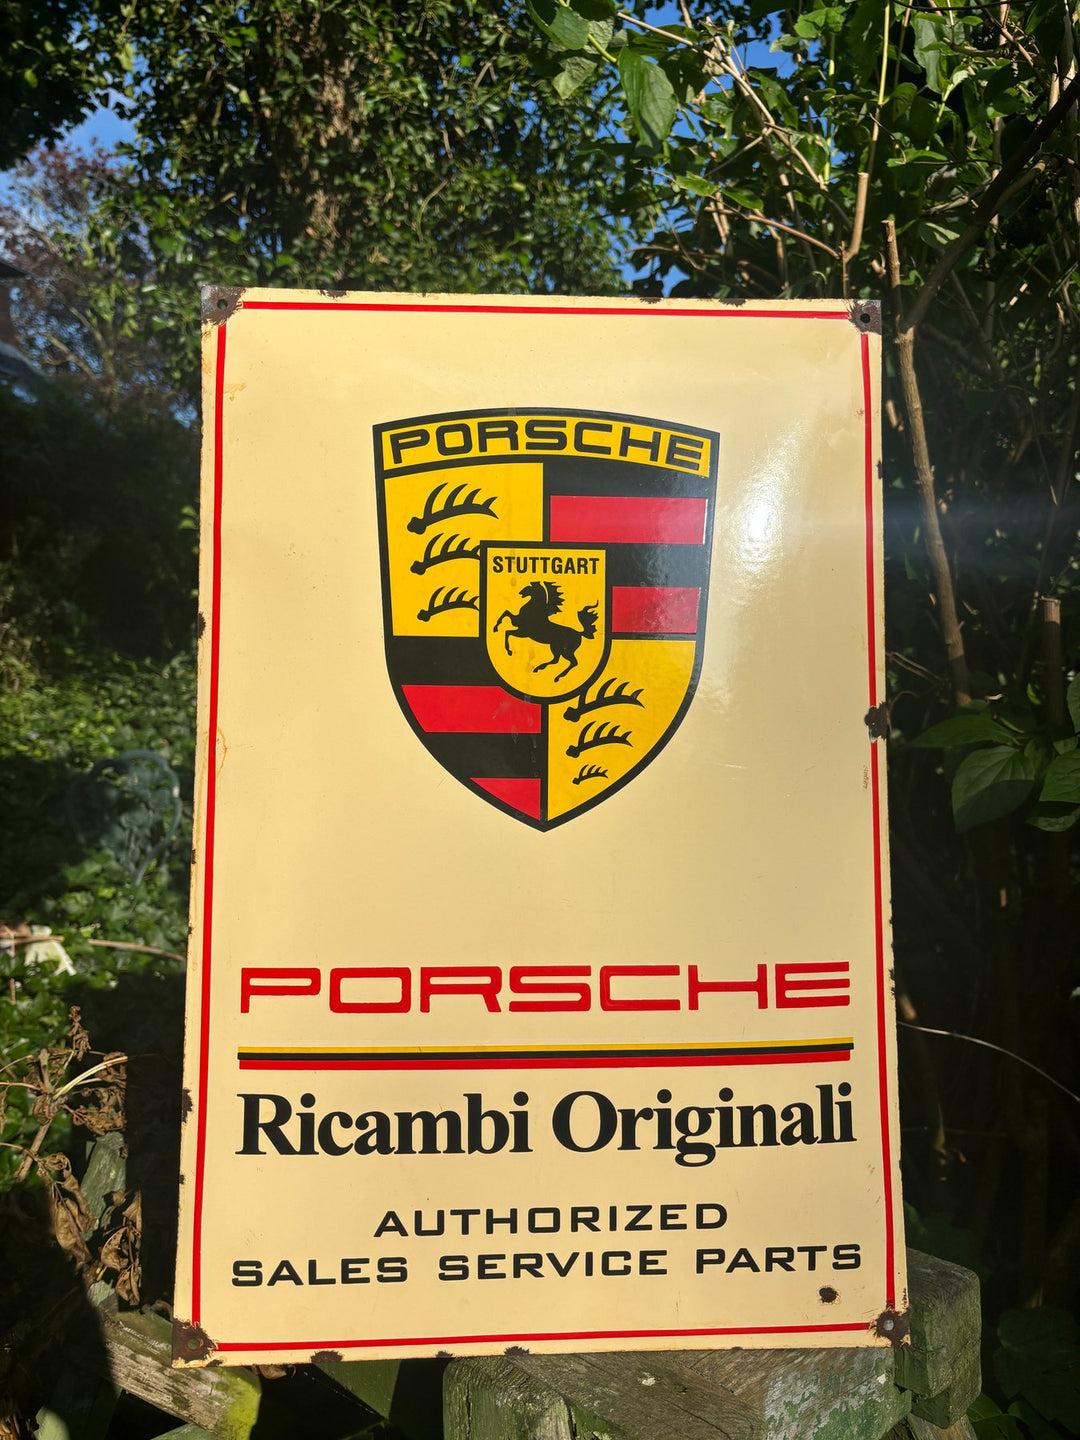 PORSCHE
STUTTGART
PORSCHE
Ricambi Originali
AUTHORIZED
SALES SERVICE PARTS